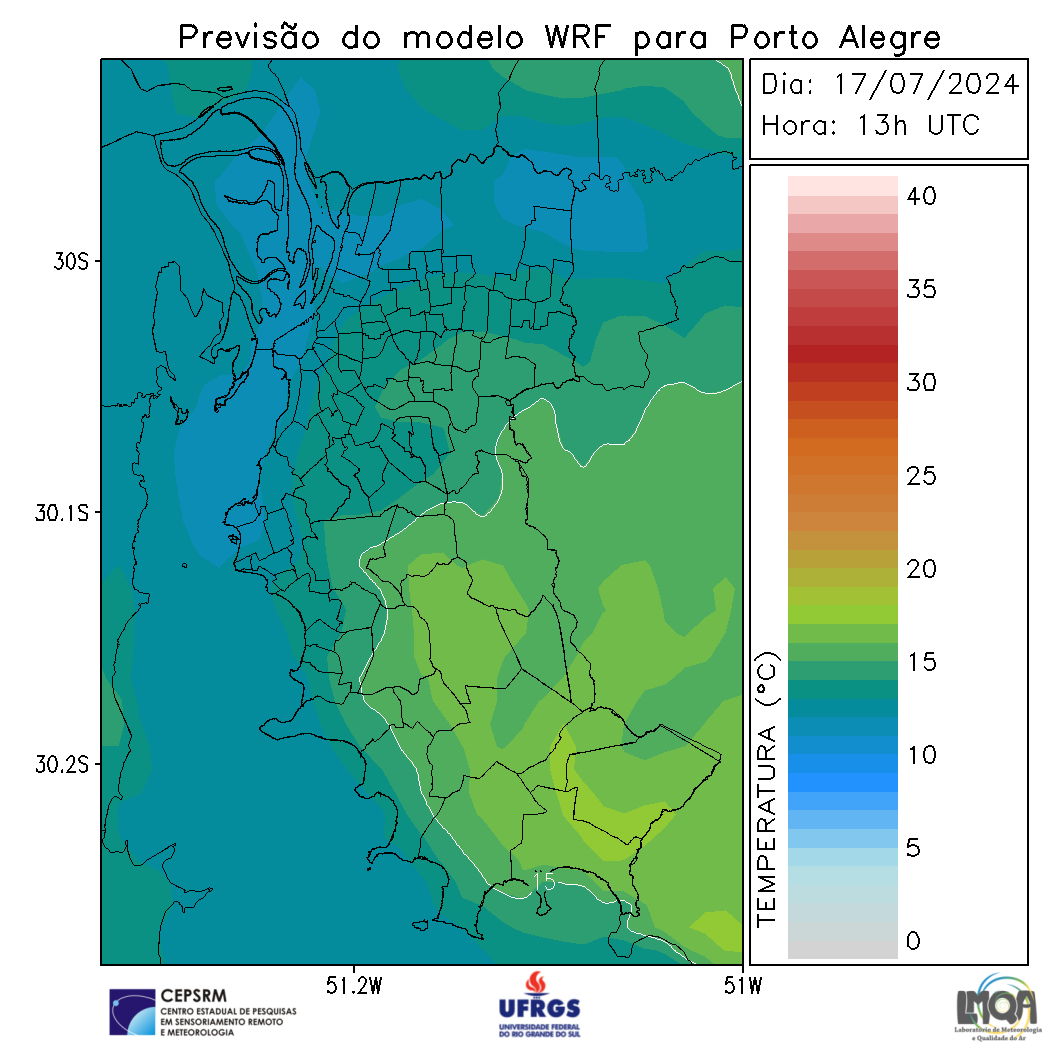 Previsão do modelo WRF para Porto Alegre
Dia: 17/07/2024
Hora: 13h UTC
40
35
30
25
20
15
10
5
0
TEMPERATURA (°C)
30S
30.1S
30.2S
15
51.2W
51W
CEPSRM
CENTRO ESTADUAL DE PESQUISAS
EM SENSORIAMENTO REMOTO
E METEOROLOGIA
UFRGS
UNIVERSIDADE FEDERAL
DO RIO GRANDE DO SUL
LMQA
Laboratório de Meteorologia
e Qualidade do Ar